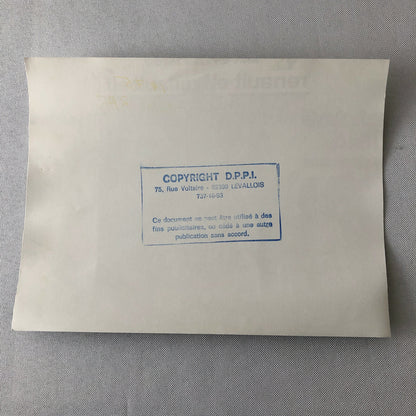 COPYRIGHT D.P.P.I.
75, Rue Voltaire - 92300 LEVALLOIS
Ce document ne peut être utilisé à des
fins publicitaires, ou cédé à une autre
publication sans accord.